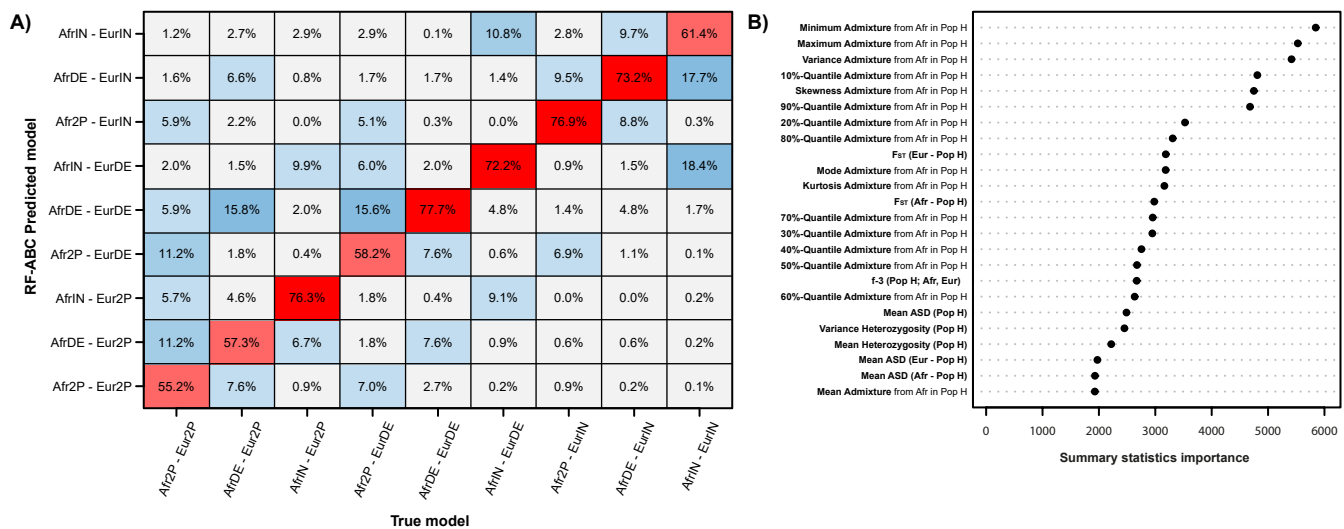 A)
RF-ABC Predicted model
AfrIN - EurIN 1.2% 2.7% 2.9% 2.9% 0.1% 10.8% 2.8% 9.7% 61.4%
AfrDE - EurIN 1.6% 6.6% 0.8% 1.7% 1.7% 1.4% 9.5% 73.2% 17.7%
Afr2P - EurIN 5.9% 2.2% 0.0% 5.1% 0.3% 0.0% 76.9% 8.8% 0.3%
AfrIN - EurDE 2.0% 1.5% 9.9% 6.0% 2.0% 72.2% 0.9% 1.5% 18.4%
AfrDE - EurDE 5.9% 15.8% 2.0% 15.6% 77.7% 4.8% 1.4% 4.8% 1.7%
Afr2P - EurDE 11.2% 1.8% 0.4% 58.2% 7.6% 0.6% 6.9% 1.1% 0.1%
AfrIN - Eur2P 5.7% 4.6% 76.3% 1.8% 0.4% 9.1% 0.0% 0.0% 0.2%
AfrDE - Eur2P 11.2% 57.3% 6.7% 1.8% 7.6% 0.9% 0.6% 0.6% 0.2%
Afr2P - Eur2P 55.2% 7.6% 0.9% 7.0% 2.7% 0.2% 0.9% 0.2% 0.1%
Afr2P - Eur2P
AfrDE - Eur2P
AfrIN - Eur2P
Afr2P - EurDE
AfrDE - EurDE
AfrIN - EurDE
Afr2P - EurIN
AfrDE - EurIN
AfrIN - EurIN
True model
B)
Minimum Admixture from Afr in Pop H
Maximum Admixture from Afr in Pop H
Variance Admixture from Afr in Pop H
10%-Quantile Admixture from Afr in Pop H
Skewness Admixture from Afr in Pop H
90%-Quantile Admixture from Afr in Pop H
20%-Quantile Admixture from Afr in Pop H
80%-Quantile Admixture from Afr in Pop H
FST (Eur - Pop H)
Mode Admixture from Afr in Pop H
Kurtosis Admixture from Afr in Pop H
FST (Afr - Pop H)
70%-Quantile Admixture from Afr in Pop H
30%-Quantile Admixture from Afr in Pop H
40%-Quantile Admixture from Afr in Pop H
50%-Quantile Admixture from Afr in Pop H
f-3 (Pop H; Afr, Eur)
60%-Quantile Admixture from Afr in Pop H
Mean ASD (Pop H)
Variance Heterozygosity (Pop H)
Mean Heterozygosity (Pop H)
Mean ASD (Eur - Pop H)
Mean ASD (Afr - Pop H)
Mean Admixture from Afr in Pop H
0 1000 2000 3000 4000 5000 6000
Summary statistics importance